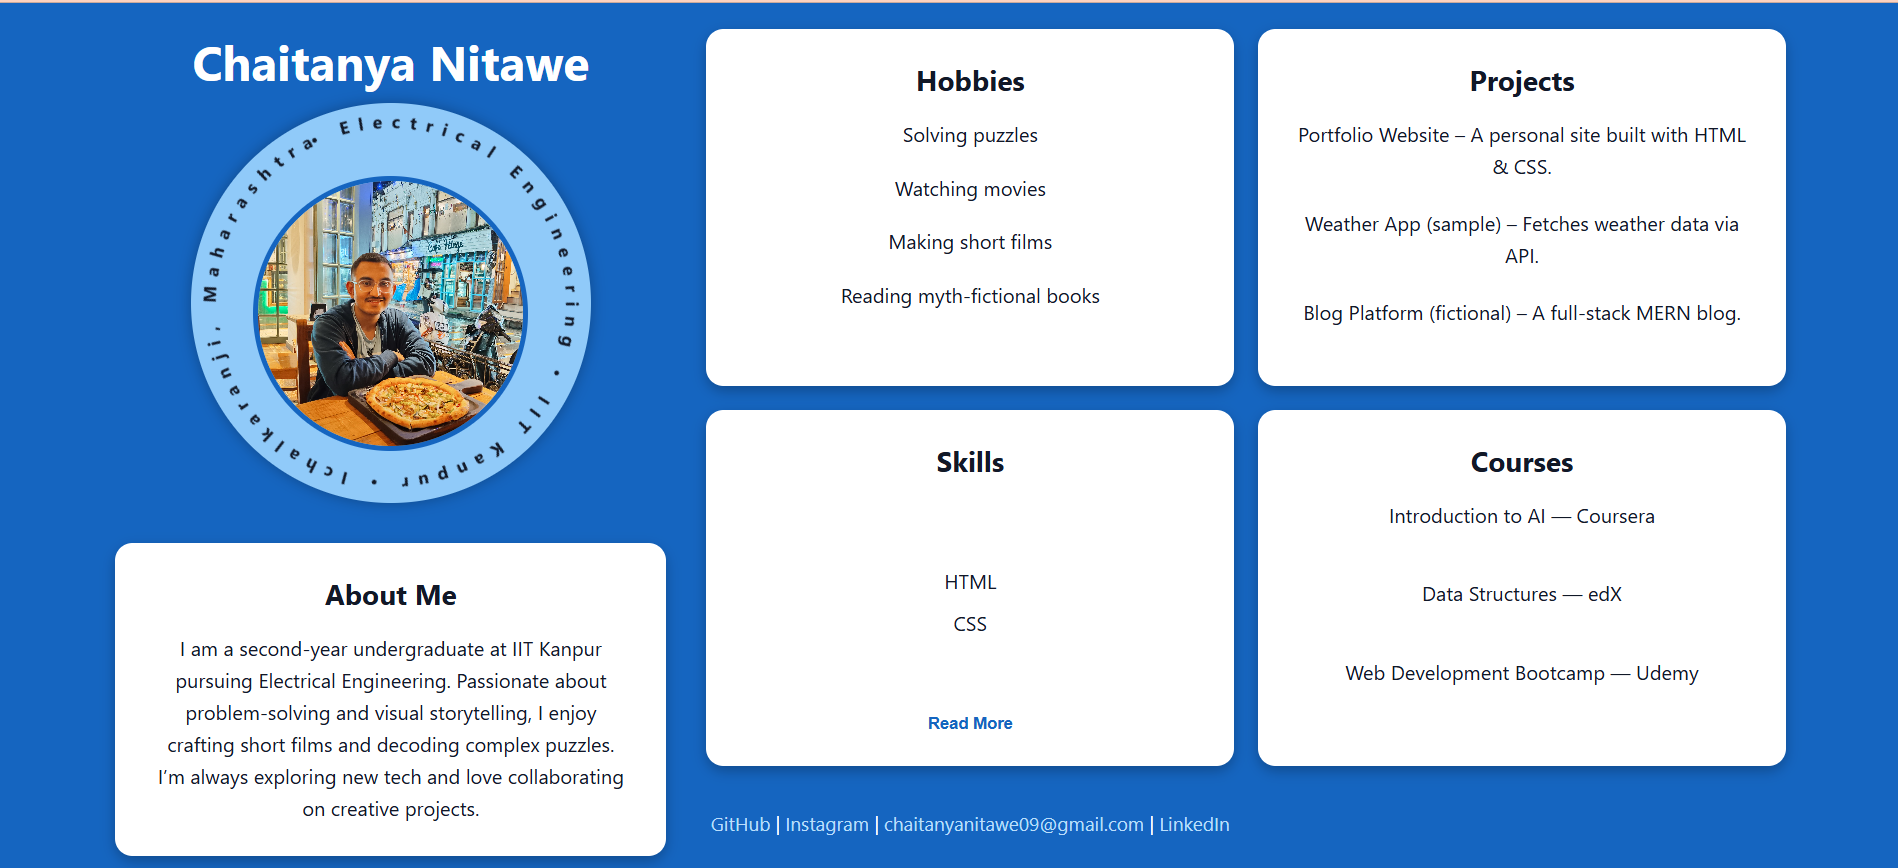 Chaitanya Nitawe
• Electrical Engineering • IIT Kanpur • Ichalkaranji, Maharashtra
About Me
I am a second-year undergraduate at IIT Kanpur
pursuing Electrical Engineering. Passionate about
problem-solving and visual storytelling, I enjoy
crafting short films and decoding complex puzzles.
I’m always exploring new tech and love collaborating
on creative projects.
Hobbies
Solving puzzles
Watching movies
Making short films
Reading myth-fictional books
Projects
Portfolio Website – A personal site built with HTML
& CSS.
Weather App (sample) – Fetches weather data via
API.
Blog Platform (fictional) – A full-stack MERN blog.
Skills
HTML
CSS
Read More
Courses
Introduction to AI — Coursera
Data Structures — edX
Web Development Bootcamp — Udemy
GitHub | Instagram | chaitanyanitawe09@gmail.com | LinkedIn